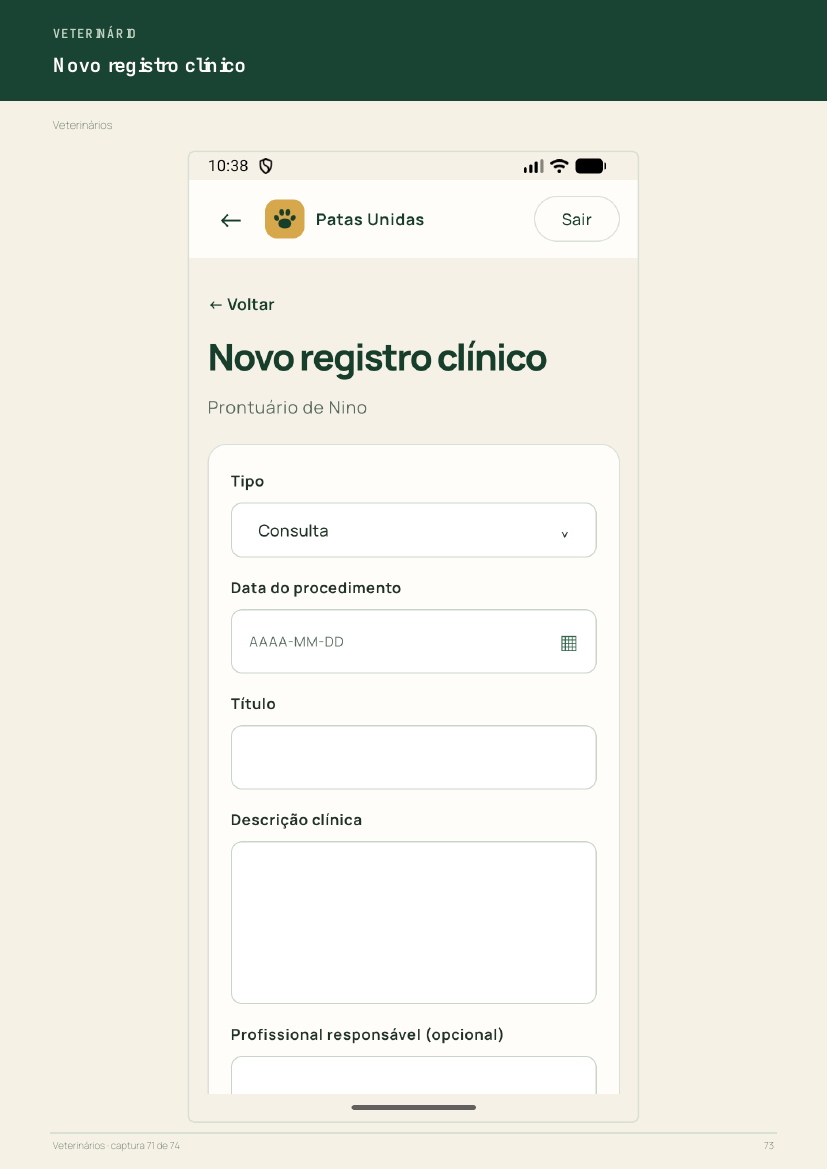 VETERINÁRIO
Novo registro clínico
Veterinários
10:38
← Patas Unidas Sair
← Voltar
Novo registro clínico
Prontuário de Nino
Tipo
Consulta
Data do procedimento
AAAA-MM-DD
Título
Descrição clínica
Profissional responsável (opcional)
Veterinários · captura 71 de 74 73